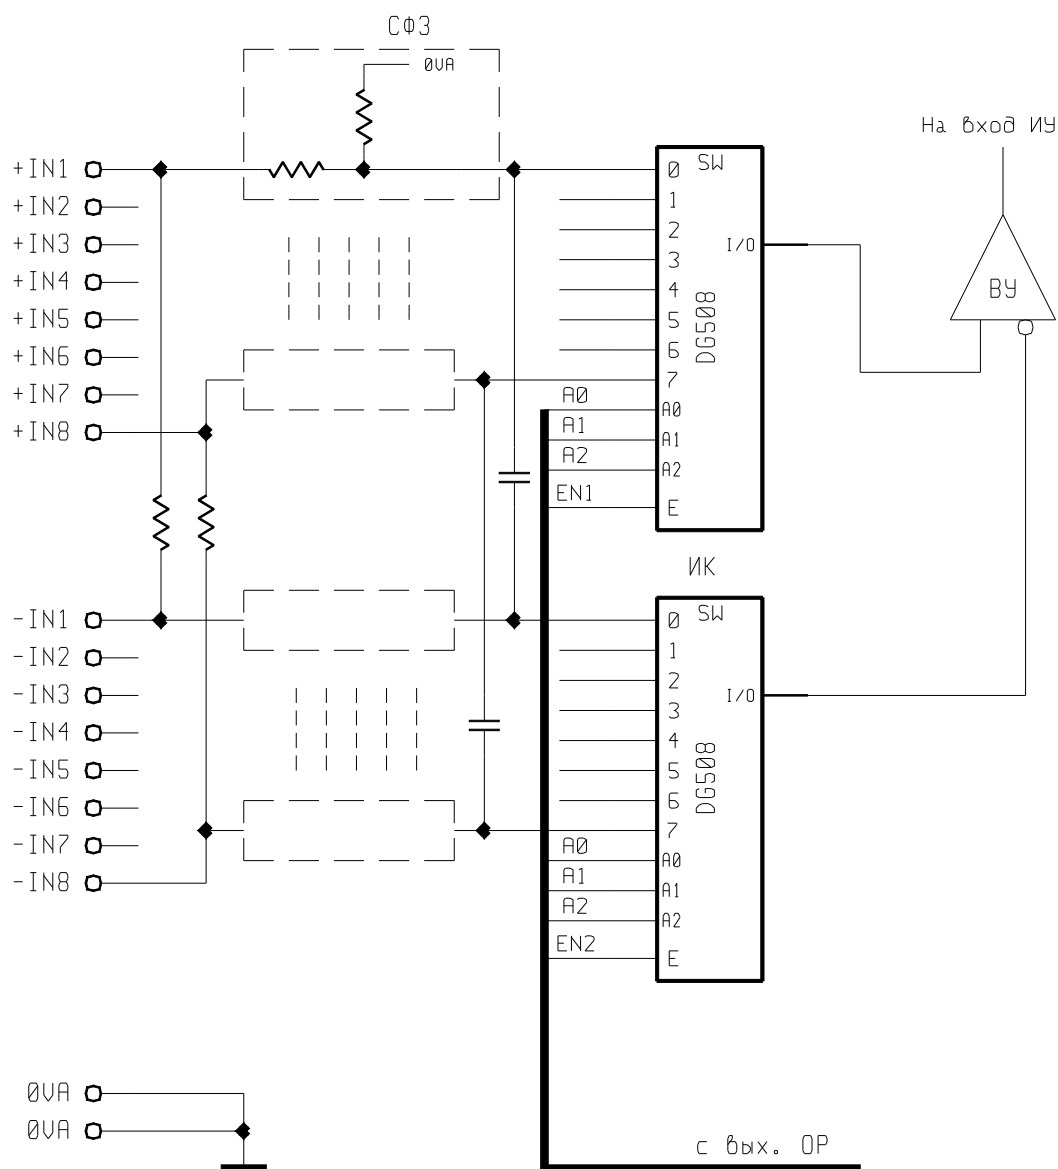 СФЗ
0VA
На вход ИУ
+IN1
+IN2
+IN3
+IN4
+IN5
+IN6
+IN7
+IN8
0 SW
1
2
3
4
5
6
7
I/O
DG508
A0 A0
A1 A1
A2 A2
EN1 E
ВУ
ИК
-IN1
-IN2
-IN3
-IN4
-IN5
-IN6
-IN7
-IN8
0 SW
1
2
3
4
5
6
7
I/O
DG508
A0 A0
A1 A1
A2 A2
EN2 E
0VA
0VA
с вых. ОР